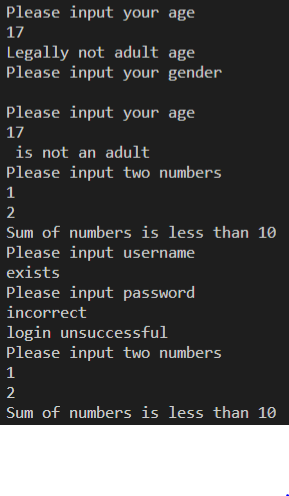 Please input your age
17
Legally not adult age
Please input your gender

Please input your age
17
 is not an adult
Please input two numbers
1
2
Sum of numbers is less than 10
Please input username
exists
Please input password
incorrect
login unsuccessful
Please input two numbers
1
2
Sum of numbers is less than 10